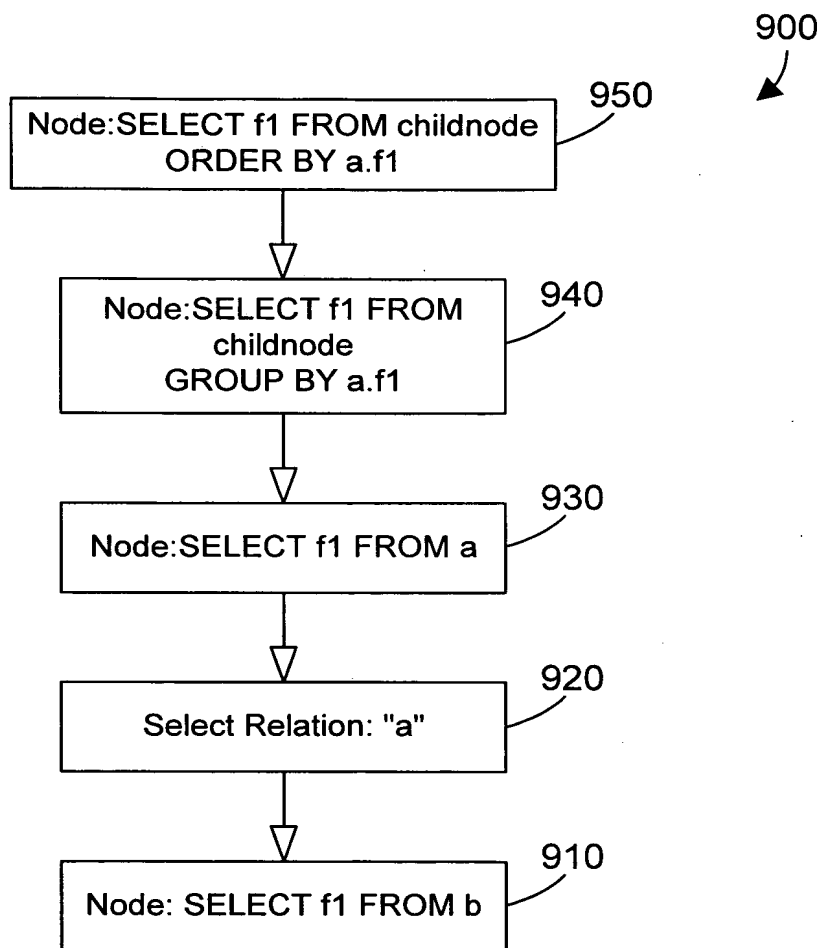 900
950
Node:SELECT f1 FROM childnode
ORDER BY a.f1
940
Node:SELECT f1 FROM
childnode
GROUP BY a.f1
930
Node:SELECT f1 FROM a
920
Select Relation: "a"
910
Node: SELECT f1 FROM b